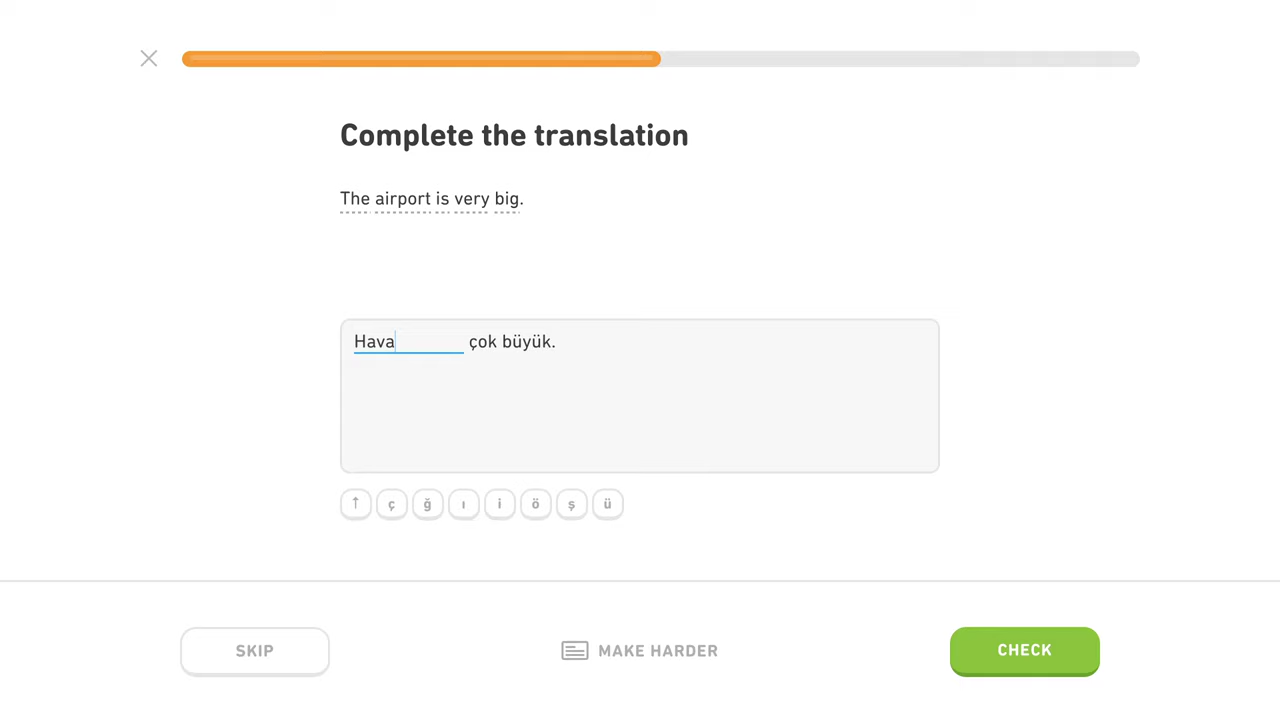 Complete the translation
The airport is very big.
Hava çok büyük.
↑ ç ğ ı i ö ş ü
SKIP
MAKE HARDER
CHECK